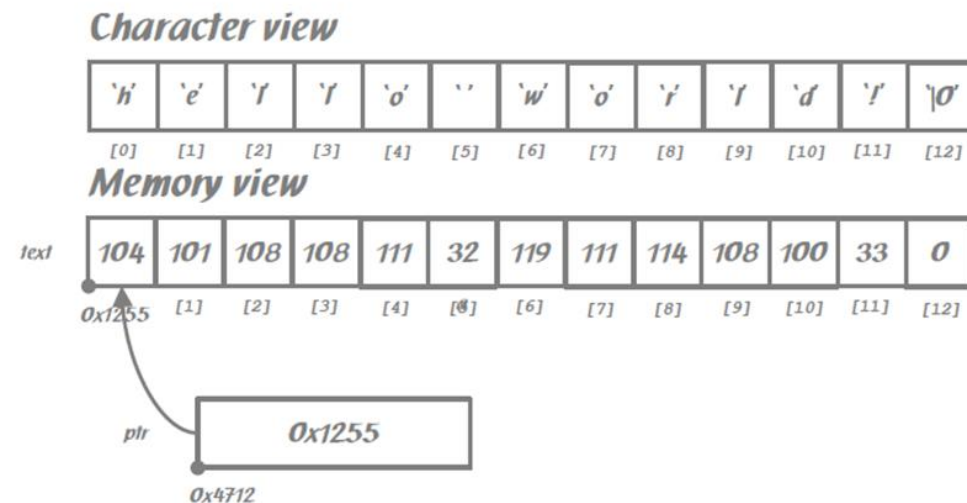 Character view
'h' 'e' 'l' 'l' 'o' ' ' 'w' 'o' 'r' 'l' 'd' '!' '|0'
[0] [1] [2] [3] [4] [5] [6] [7] [8] [9] [10] [11] [12]
Memory view
text 104 101 108 108 111 32 119 111 114 108 100 33 0
0x1255 [1] [2] [3] [4] [6] [7] [8] [9] [10] [11] [12]
ptr 0x1255
0x4712